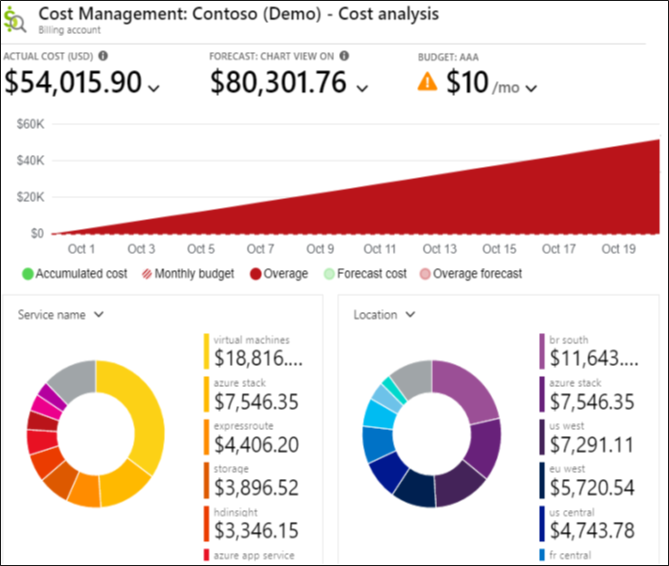 Cost Management: Contoso (Demo) - Cost analysis
Billing account
ACTUAL COST (USD)
FORECAST: CHART VIEW ON
BUDGET: AAA
$54,015.90
$80,301.76
$10 /mo
$60K
$40K
$20K
$0
Oct 1 Oct 3 Oct 5 Oct 7 Oct 9 Oct 11 Oct 13 Oct 15 Oct 17 Oct 19
Accumulated cost Monthly budget Overage Forecast cost Overage forecast
Service name
virtual machines
$18,816....
azure stack
$7,546.35
expressroute
$4,406.20
storage
$3,896.52
hdinsight
$3,346.15
azure app service
Location
br south
$11,643....
azure stack
$7,546.35
us west
$7,291.11
eu west
$5,720.54
us central
$4,743.78
fr central